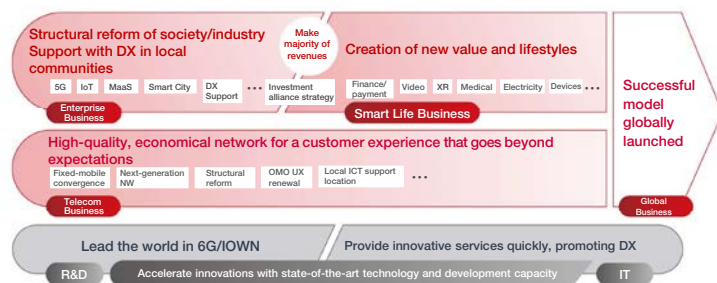 Structural reform of society/industry
Support with DX in local
communities
Make
majority of
revenues
Creation of new value and lifestyles
5G IoT MaaS Smart City DX
Support ••• Investment
alliance strategy
Finance/
payment Video XR Medical Electricity Devices •••
Enterprise
Business
Smart Life Business
Successful
model
globally
launched
High-quality, economical network for a customer experience that goes beyond
expectations
Fixed-mobile
convergence
Next-generation
NW
Structural
reform
OMO UX
renewal
Local ICT support
location
•••
Telecom
Business
Global
Business
Lead the world in 6G/IOWN
Provide innovative services quickly, promoting DX
R&D
Accelerate innovations with state-of-the-art technology and development capacity
IT